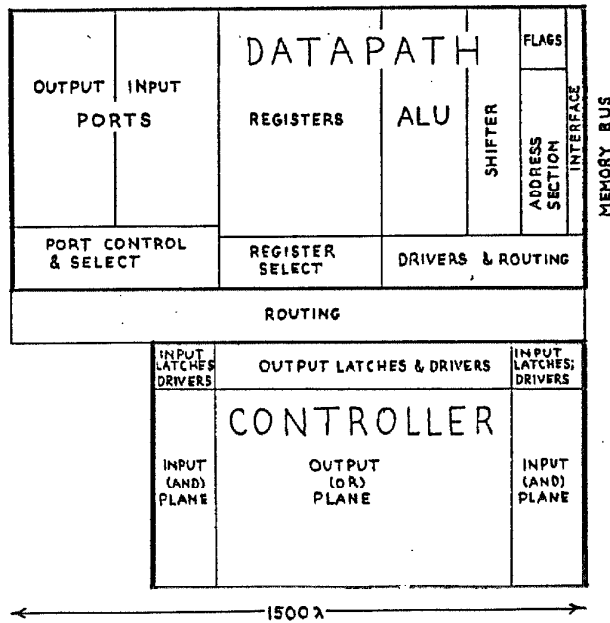 DATAPATH
FLAGS
OUTPUT INPUT
PORTS
REGISTERS
ALU
SHIFTER
ADDRESS
SECTION
INTERFACE
MEMORY BUS
PORT CONTROL
& SELECT
REGISTER
SELECT
DRIVERS & ROUTING
ROUTING
INPUT
LATCHES
DRIVERS
OUTPUT LATCHES & DRIVERS
INPUT
LATCHES;
DRIVERS
CONTROLLER
INPUT
(AND)
PLANE
OUTPUT
(OR)
PLANE
INPUT
(AND)
PLANE
1500λ